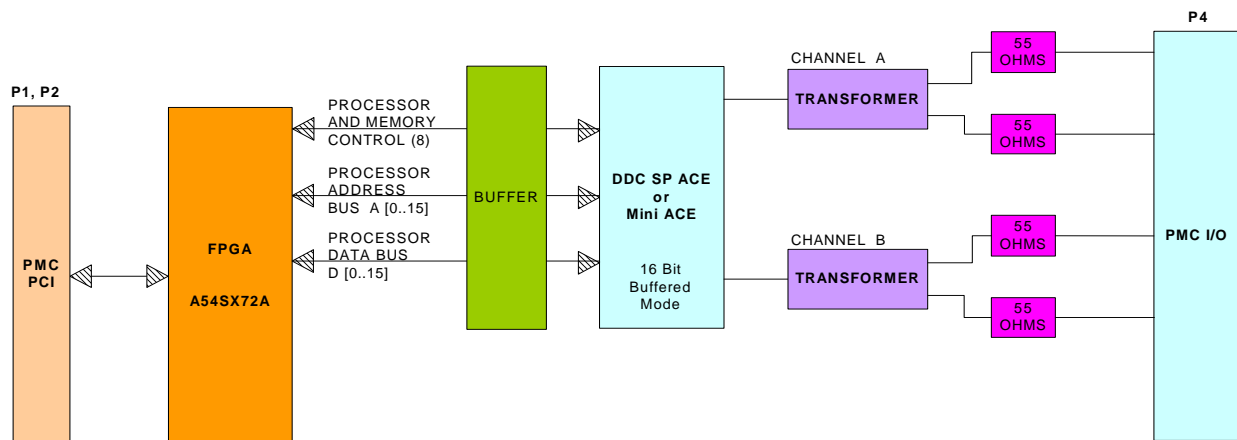 P1, P2
PMC
PCI
FPGA
A54SX72A
PROCESSOR
AND MEMORY
CONTROL (8)
PROCESSOR
ADDRESS
BUS A [0..15]
PROCESSOR
DATA BUS
D [0..15]
BUFFER
DDC SP ACE
or
Mini ACE
16 Bit
Buffered
Mode
CHANNEL A
TRANSFORMER
CHANNEL B
TRANSFORMER
55
OHMS
55
OHMS
55
OHMS
55
OHMS
P4
PMC I/O